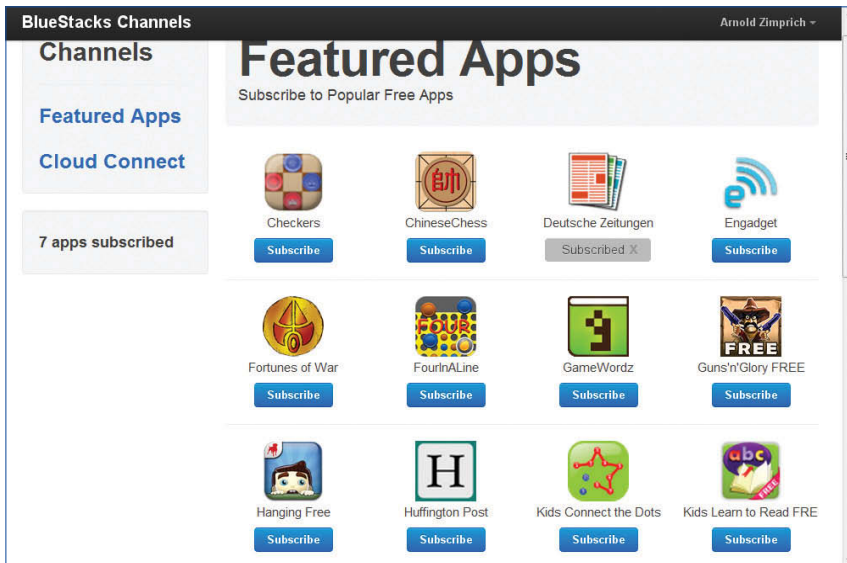 BlueStacks Channels
Arnold Zimprich
Channels
Featured Apps
Cloud Connect
7 apps subscribed
Featured Apps
Subscribe to Popular Free Apps
帥
Checkers
ChineseChess
Deutsche Zeitungen
Engadget
Subscribe
Subscribe
Subscribed X
Subscribe
FOUR
FREE
Fortunes of War
FourInALine
GameWordz
Guns'n'Glory FREE
Subscribe
Subscribe
Subscribe
Subscribe
H
abc
FREE
Hanging Free
Huffington Post
Kids Connect the Dots
Kids Learn to Read FRE
Subscribe
Subscribe
Subscribe
Subscribe